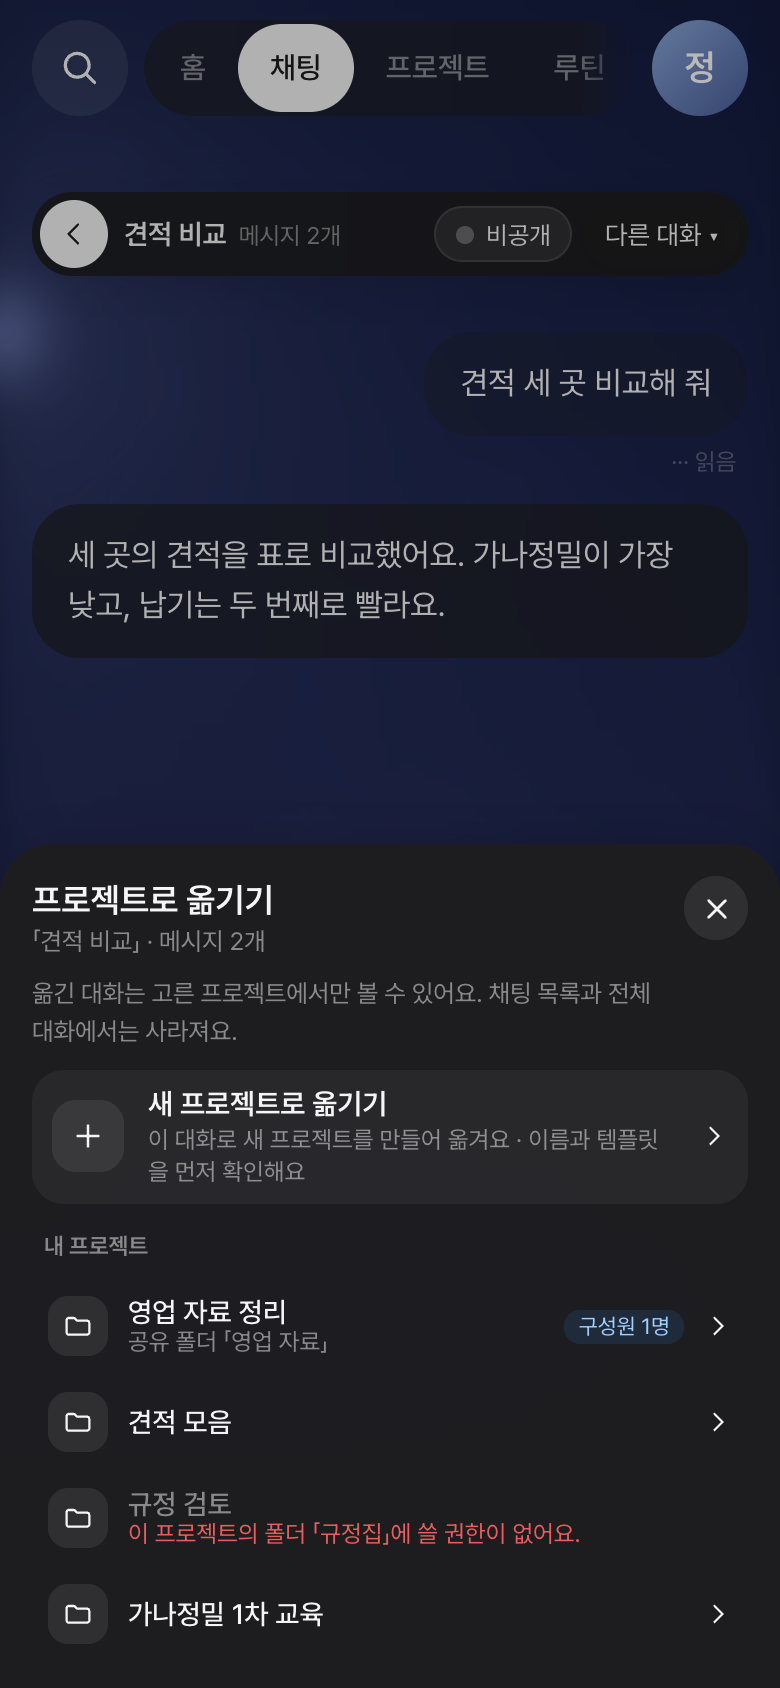 홈 채팅 프로젝트 루틴 정
견적 비교 메시지 2개 비공개 다른 대화 ▾
견적 세 곳 비교해 줘
··· 읽음
세 곳의 견적을 표로 비교했어요. 가나정밀이 가장
낮고, 납기는 두 번째로 빨라요.
프로젝트로 옮기기
「견적 비교」 · 메시지 2개
옮긴 대화는 고른 프로젝트에서만 볼 수 있어요. 채팅 목록과 전체
대화에서는 사라져요.
새 프로젝트로 옮기기
이 대화로 새 프로젝트를 만들어 옮겨요 · 이름과 템플릿
을 먼저 확인해요
내 프로젝트
영업 자료 정리
공유 폴더 「영업 자료」
구성원 1명
견적 모음
규정 검토
이 프로젝트의 폴더 「규정집」에 쓸 권한이 없어요.
가나정밀 1차 교육